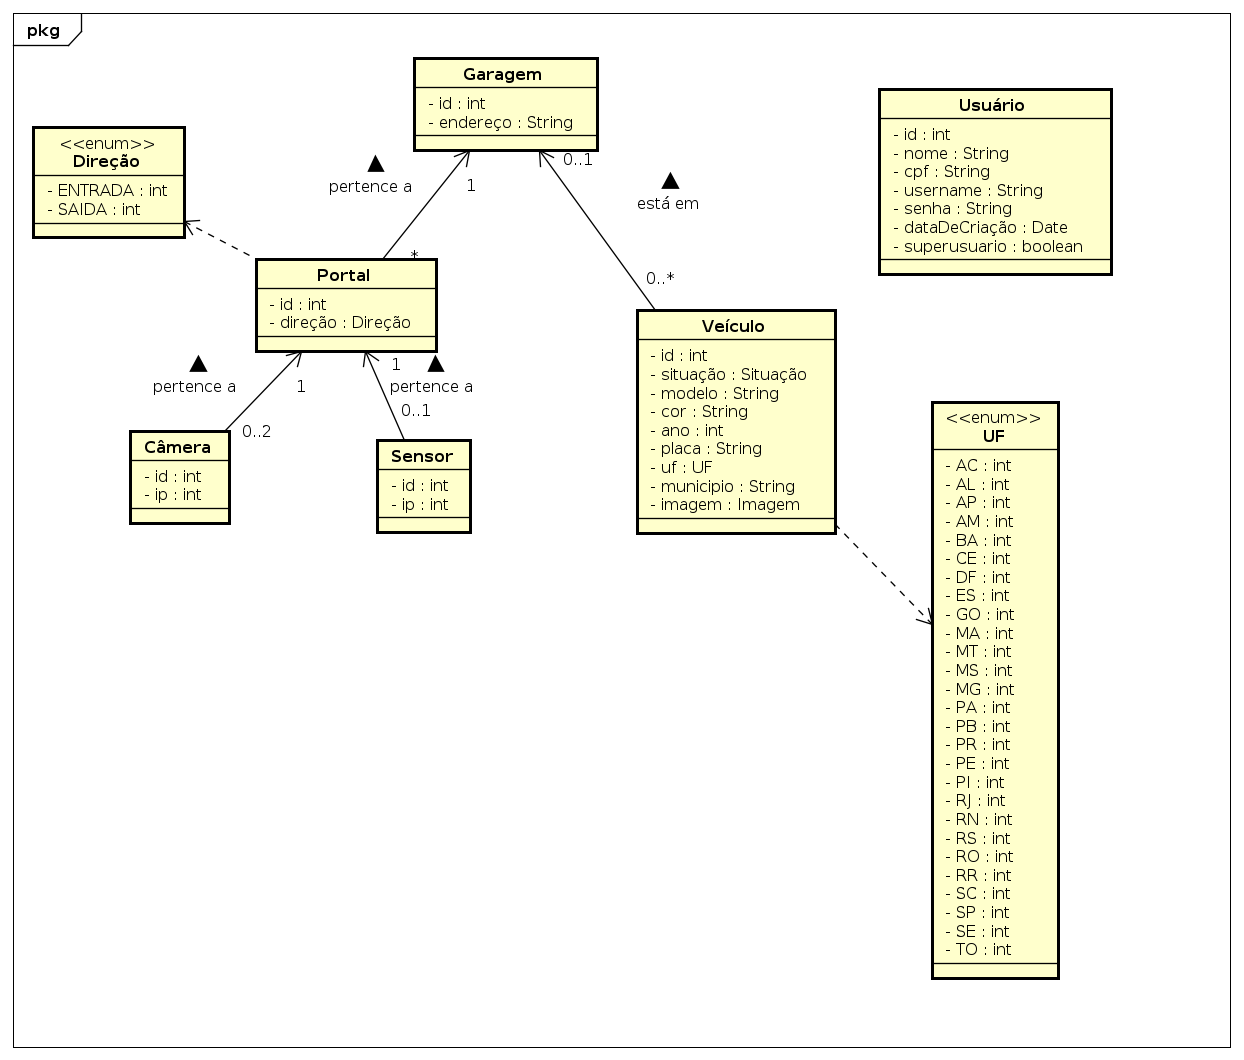 pkg
Garagem
- id : int
- endereço : String
<<enum>>
Direção
- ENTRADA : int
- SAIDA : int
Usuário
- id : int
- nome : String
- cpf : String
- username : String
- senha : String
- dataDeCriação : Date
- superusuario : boolean
pertence a
1
*
0..1
está em
0..*
Portal
- id : int
- direção : Direção
Veículo
- id : int
- situação : Situação
- modelo : String
- cor : String
- ano : int
- placa : String
- uf : UF
- municipio : String
- imagem : Imagem
pertence a
1
0..2
1
pertence a
0..1
Câmera
- id : int
- ip : int
Sensor
- id : int
- ip : int
<<enum>>
UF
- AC : int
- AL : int
- AP : int
- AM : int
- BA : int
- CE : int
- DF : int
- ES : int
- GO : int
- MA : int
- MT : int
- MS : int
- MG : int
- PA : int
- PB : int
- PR : int
- PE : int
- PI : int
- RJ : int
- RN : int
- RS : int
- RO : int
- RR : int
- SC : int
- SP : int
- SE : int
- TO : int